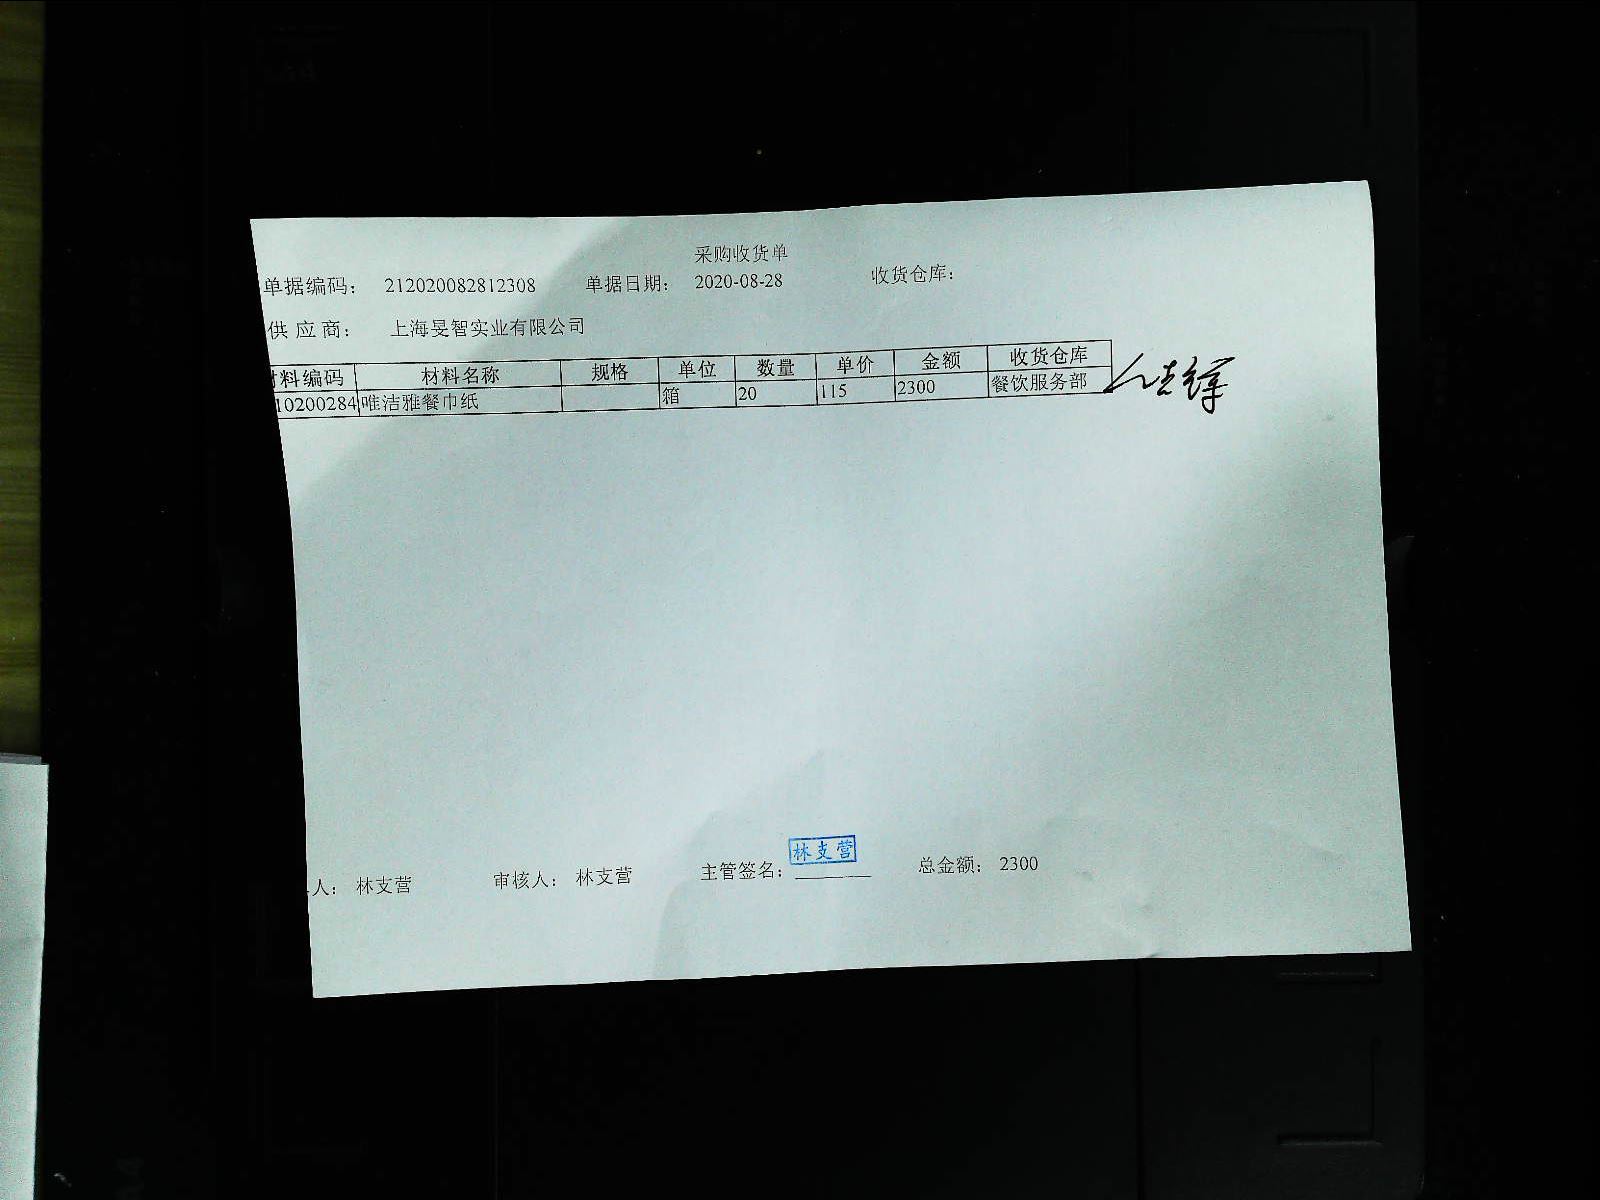 采购收货单
单据编码： 212020082812308 单据日期： 2020-08-28 收货仓库：
供 应 商： 上海旻智实业有限公司
料编码 材料名称 规格 单位 数量 单价 金额 收货仓库
10200284 唯洁雅餐巾纸 箱 20 115 2300 餐饮服务部
人： 林支营 审核人： 林支营 主管签名： 林支营 总金额： 2300